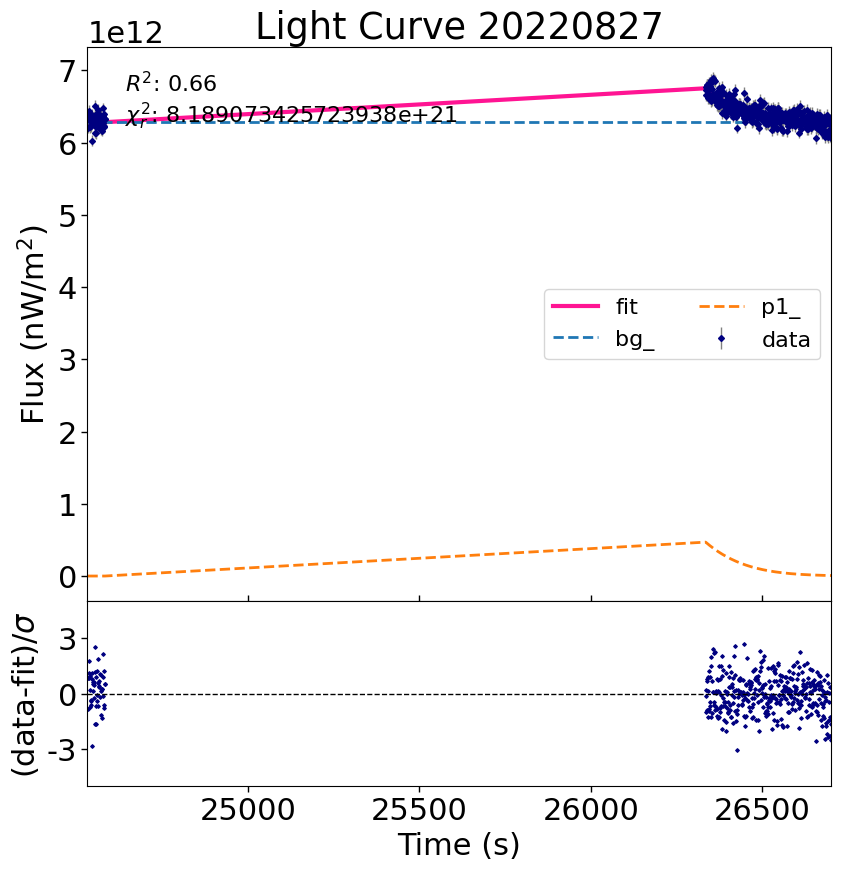 Light Curve 20220827
1e12
R²: 0.66
χ²ᵣ: 8.189073425723938e+21
7
6
5
4
3
2
1
0
Flux (nW/m²)
fit
bg_
p1_
data
3
0
-3
(data-fit)/σ
25000 25500 26000 26500
Time (s)